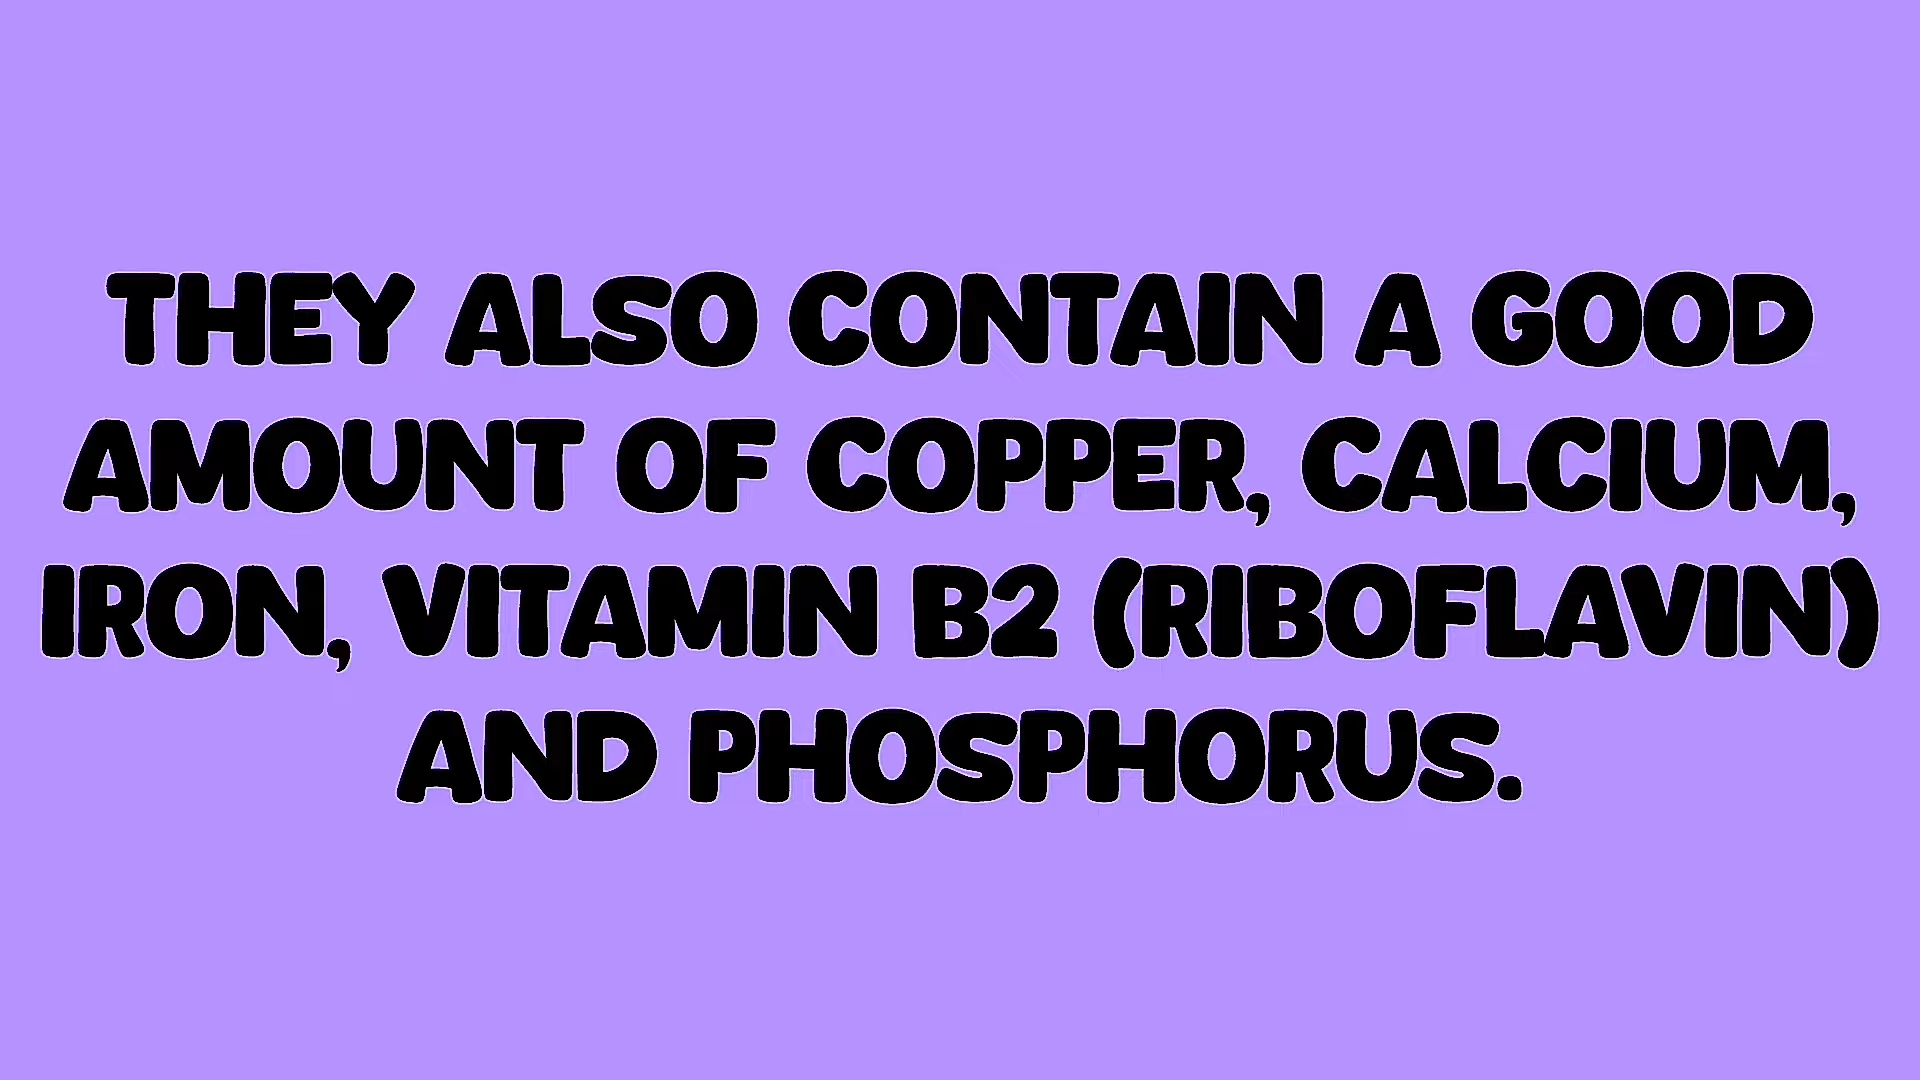 THEY ALSO CONTAIN A GOOD
AMOUNT OF COPPER, CALCIUM,
IRON, VITAMIN B2 (RIBOFLAVIN)
AND PHOSPHORUS.